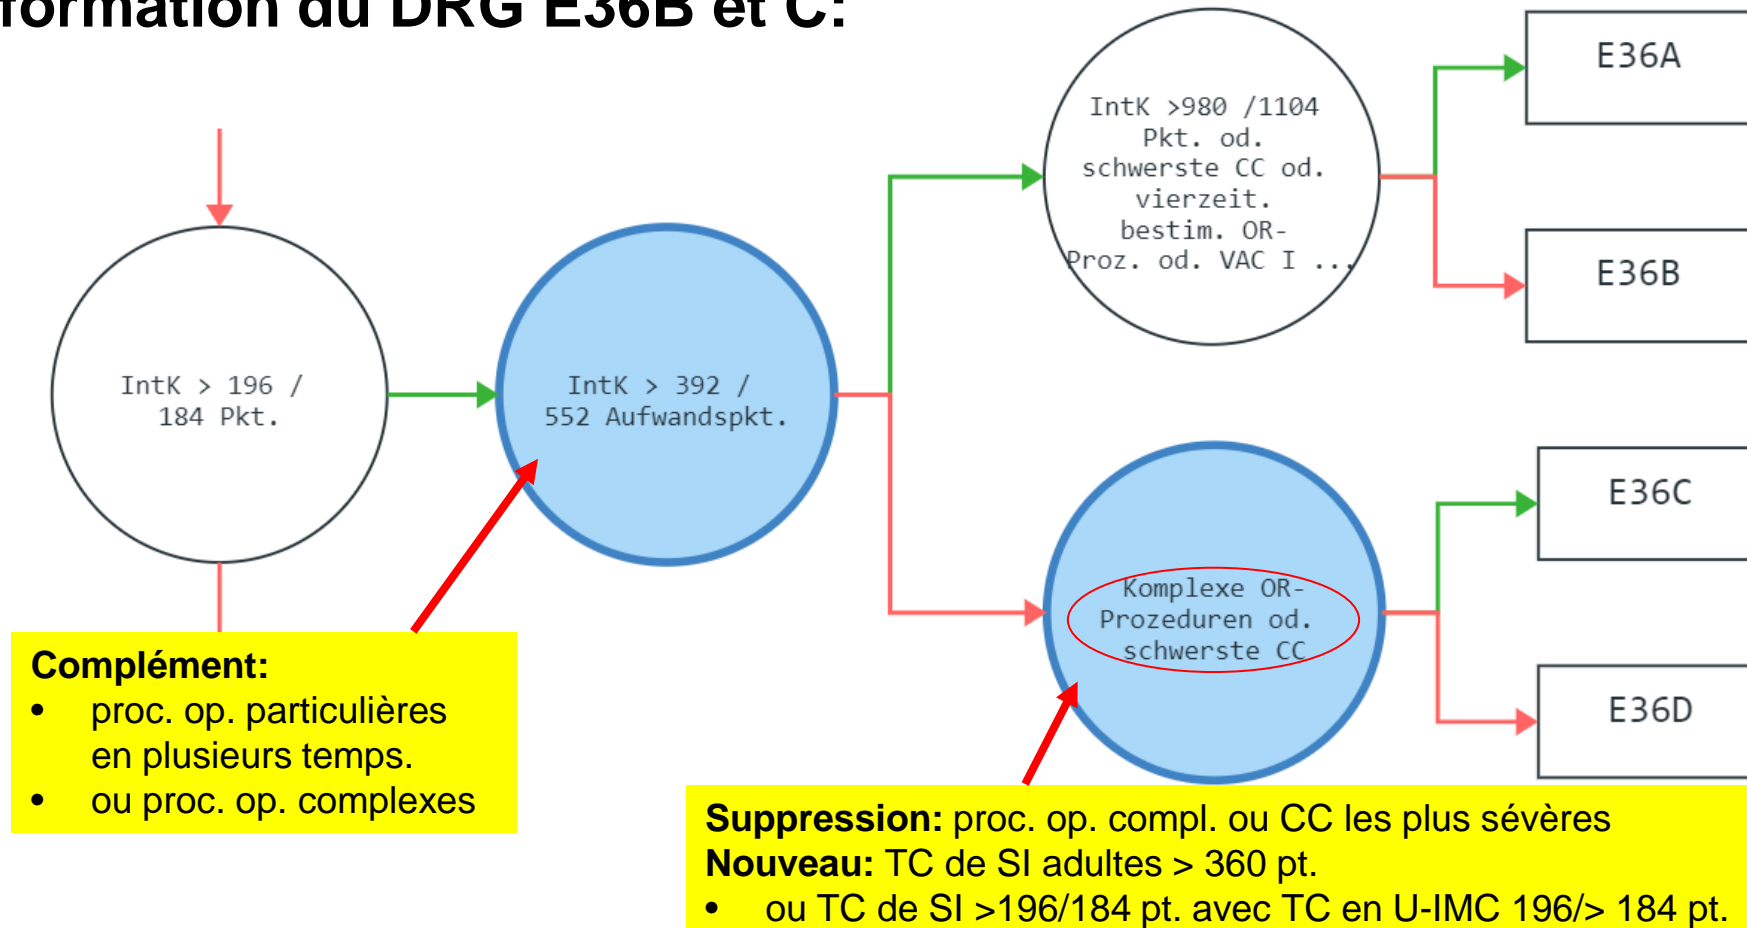 formation du DRG E36B et C:
IntK > 196 /
184 Pkt.
IntK > 392 /
552 Aufwandspkt.
IntK >980 /1104
Pkt. od.
schwerste CC od.
vierzeit.
bestim. OR-
Proz. od. VAC I ...
E36A
E36B
Komplexe OR-
Prozeduren od.
schwerste CC
E36C
E36D
Complément:
• proc. op. particulières
en plusieurs temps.
• ou proc. op. complexes
Suppression: proc. op. compl. ou CC les plus sévères
Nouveau: TC de SI adultes > 360 pt.
• ou TC de SI >196/184 pt. avec TC en U-IMC 196/> 184 pt.